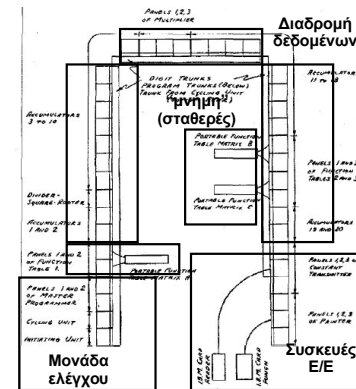 PANELS 1,2,3
OF MULTIPLIER
Διαδρομή
δεδομένων
DIGIT TRUNKS
PROGRAM TRUNKS (BELOW)
TRUNK FROM CYCLING UNIT
μνήμη
(σταθερές)
ACCUMULATORS
11 TO 18
ACCUMULATORS
3 TO 10
PORTABLE FUNCTION
TABLE MATRIX B
PANELS 1 AND 2
OF FUNCTION
TABLES 2 AND 3
DIVIDER-
SQUARE-ROOTER
PORTABLE FUNCTION
TABLE MATRIX C
ACCUMULATORS
1 AND 2
ACCUMULATORS
19 AND 20
PANELS 1 AND 2
OF FUNCTION
TABLE 1
PORTABLE FUNCTION
TABLE MATRIX A
PANELS 1,2,3 OF
CONSTANT
TRANSMITTER
PANELS 1 AND 2
OF MASTER
PROGRAMMER
CYCLING UNIT
INITIATING UNIT
PANELS 1,2,3
OF PRINTER
Μονάδα
ελέγχου
I.B.M. CARD
READER
I.B.M. CARD
PUNCH
Συσκευές
Ε/Ε